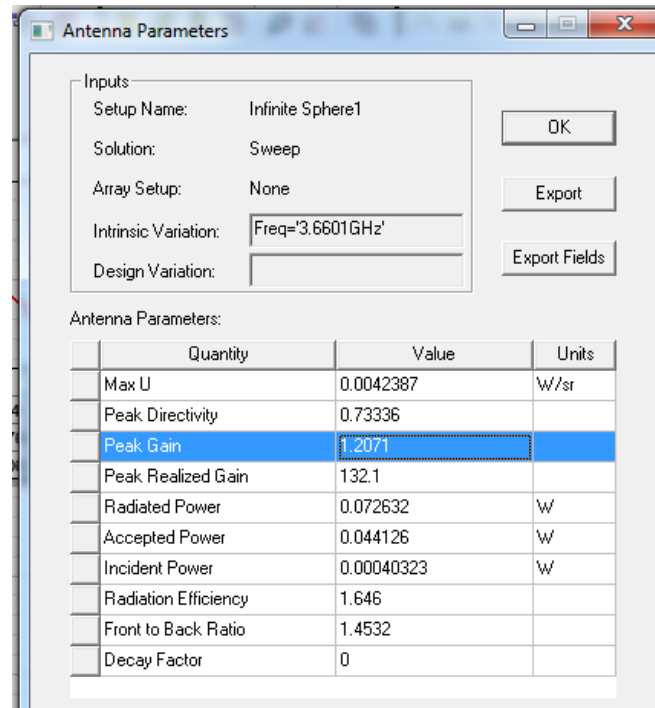 Antenna Parameters
Inputs
Setup Name: Infinite Sphere1
OK
Solution: Sweep
Array Setup: None
Export
Intrinsic Variation: Freq='3.6601GHz'
Export Fields
Design Variation:
Antenna Parameters:
Quantity Value Units
Max U 0.0042387 W/sr
Peak Directivity 0.73336
Peak Gain 1.2071
Peak Realized Gain 132.1
Radiated Power 0.072632 W
Accepted Power 0.044126 W
Incident Power 0.00040323 W
Radiation Efficiency 1.646
Front to Back Ratio 1.4532
Decay Factor 0